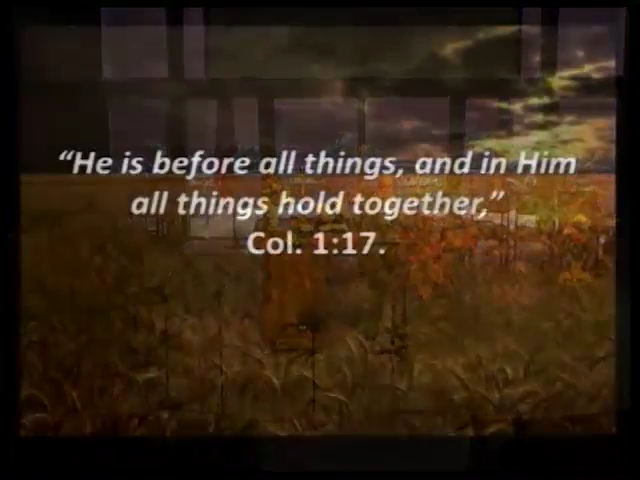 “He is before all things, and in Him
all things hold together,”
Col. 1:17.